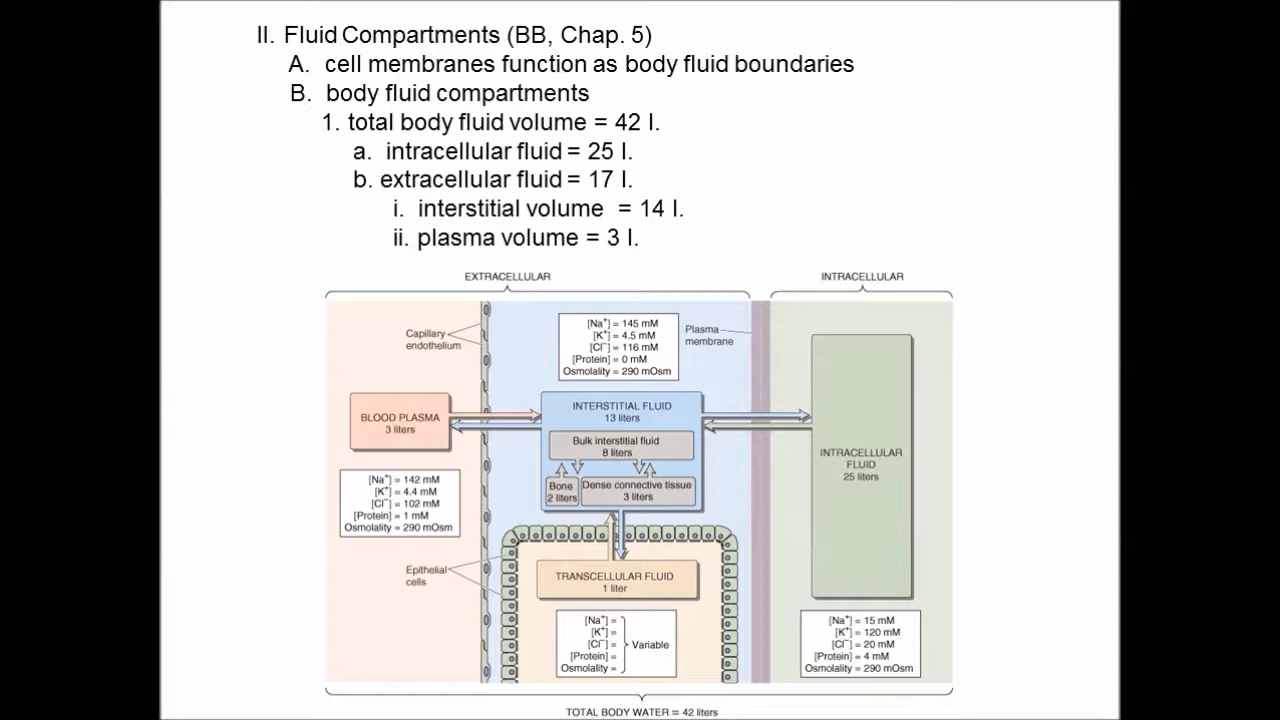 II. Fluid Compartments (BB, Chap. 5)
A. cell membranes function as body fluid boundaries
B. body fluid compartments
1. total body fluid volume = 42 l.
a. intracellular fluid = 25 l.
b. extracellular fluid = 17 l.
i. interstitial volume = 14 l.
ii. plasma volume = 3 l.
EXTRACELLULAR
INTRACELLULAR
Capillary
endothelium
[Na⁺] = 145 mM
[K⁺] = 4.5 mM
[Cl⁻] = 116 mM
[Protein] = 0 mM
Osmolality = 290 mOsm
Plasma
membrane
BLOOD PLASMA
3 liters
INTERSTITIAL FLUID
13 liters
Bulk interstitial fluid
8 liters
Bone
2 liters
Dense connective tissue
3 liters
INTRACELLULAR
FLUID
25 liters
[Na⁺] = 142 mM
[K⁺] = 4.4 mM
[Cl⁻] = 102 mM
[Protein] = 1 mM
Osmolality = 290 mOsm
Epithelial
cells
TRANSCELLULAR FLUID
1 liter
[Na⁺] =
[K⁺] =
[Cl⁻] =
[Protein] =
Osmolality =
Variable
[Na⁺] = 15 mM
[K⁺] = 120 mM
[Cl⁻] = 20 mM
[Protein] = 4 mM
Osmolality = 290 mOsm
TOTAL BODY WATER = 42 liters